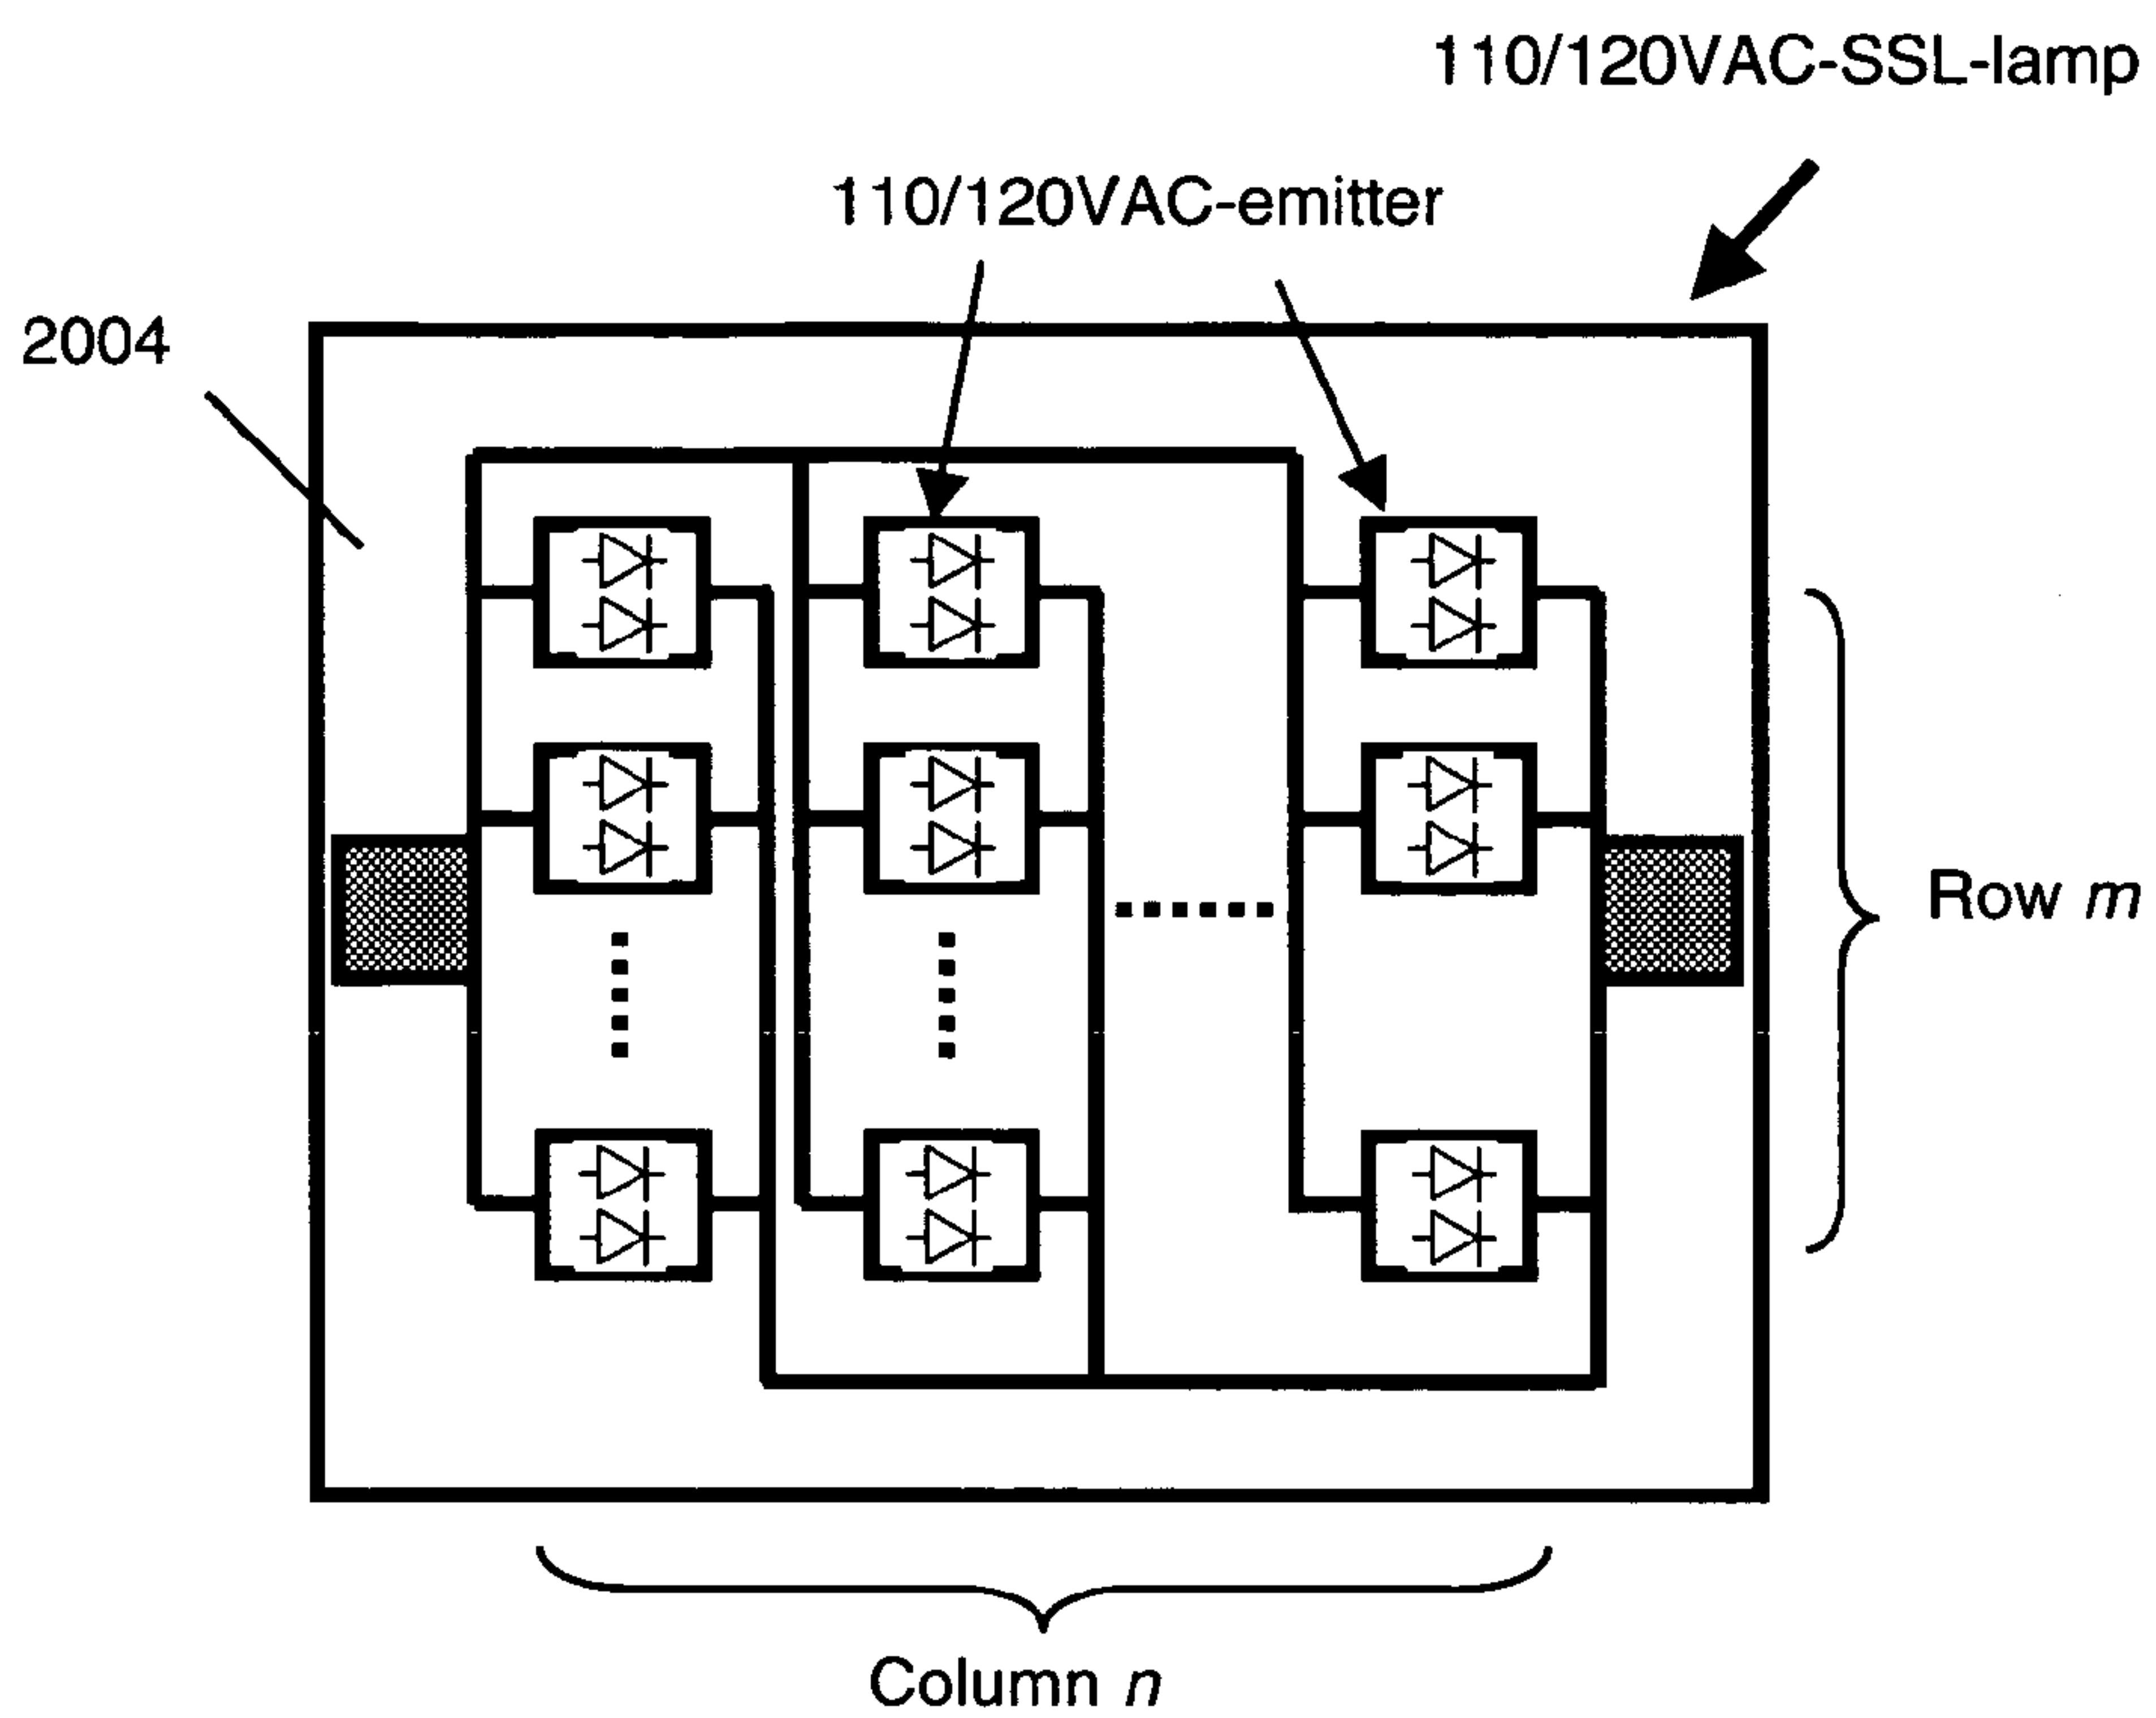 110/120VAC-SSL-lamp
110/120VAC-emitter
2004
Row m
Column n